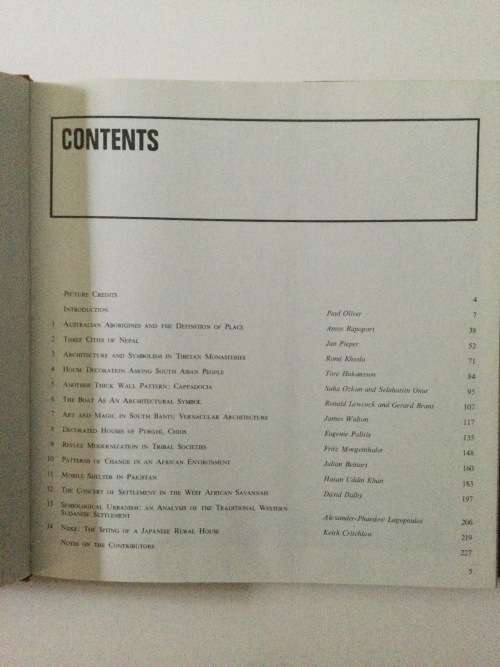 CONTENTS
PICTURE CREDITS 4
INTRODUCTION Paul Oliver 7
1 AUSTRALIAN ABORIGINES AND THE DEFINITION OF PLACE Amos Rapoport 38
2 THREE CITIES OF NEPAL Jan Pieper 52
3 ARCHITECTURE AND SYMBOLISM IN TIBETAN MONASTERIES Romi Khosla 71
4 HOUSE DECORATION AMONG SOUTH ASIAN PEOPLE Tore Håkansson 84
5 ANOTHER THICK WALL PATTERN: CAPPADOCIA Suha Ozkan and Selahattin Onur 95
6 THE BOAT AS AN ARCHITECTURAL SYMBOL Ronald Lewcock and Gerard Brans 107
7 ART AND MAGIC IN SOUTH BANTU VERNACULAR ARCHITECTURE James Walton 117
8 DECORATED HOUSES OF PYRGHI, CHIOS Eugenia Politis 135
9 REFLEX MODERNIZATION IN TRIBAL SOCIETIES Fritz Morgenthaler 148
10 PATTERNS OF CHANGE IN AN AFRICAN ENVIRONMENT Julian Beinart 160
11 MOBILE SHELTER IN PAKISTAN Hasan Uddin Khan 183
12 THE CONCEPT OF SETTLEMENT IN THE WEST AFRICAN SAVANNAH David Dalby 197
13 SEMIOLOGICAL URBANISM: AN ANALYSIS OF THE TRADITIONAL WESTERN
SUDANESE SETTLEMENT Alexander-Phaedon Lagopoulos 206
14 NIIKE: THE SITING OF A JAPANESE RURAL HOUSE Keith Critchlow 219
NOTES ON THE CONTRIBUTORS 227
5